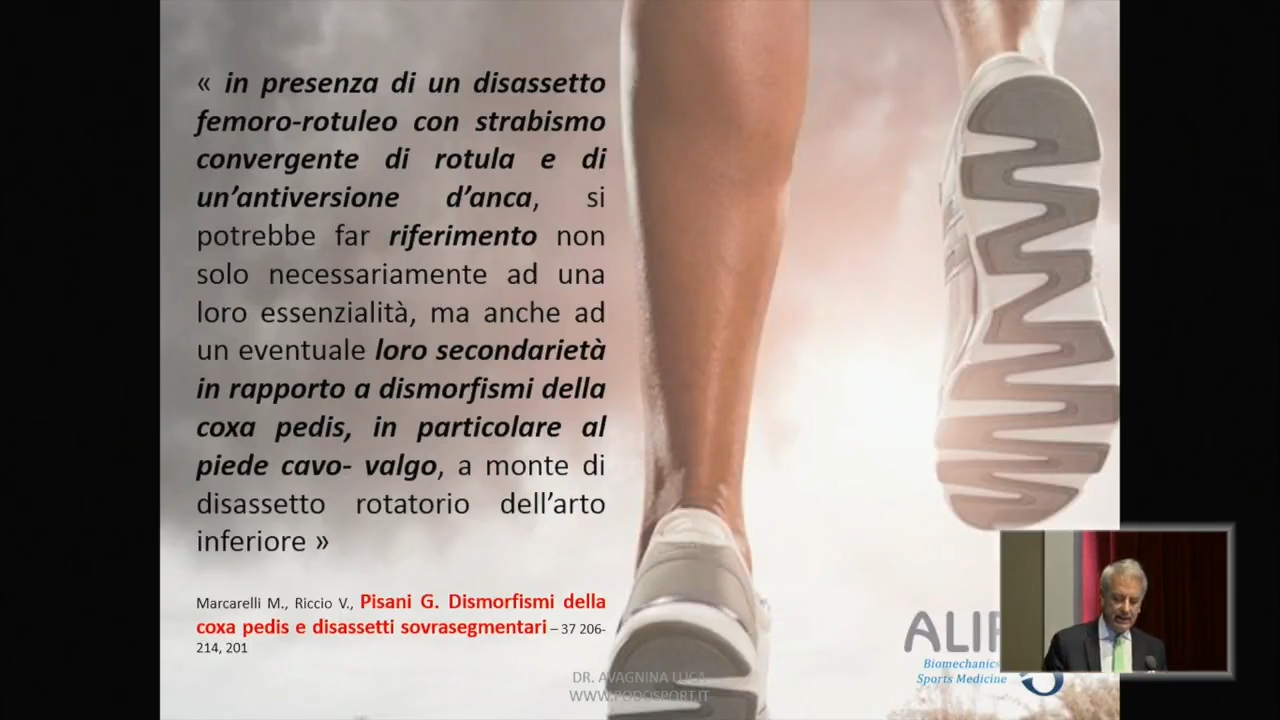 « in presenza di un disassetto
femoro-rotuleo con strabismo
convergente di rotula e di
un'antiversione d'anca, si
potrebbe far riferimento non
solo necessariamente ad una
loro essenzialità, ma anche ad
un eventuale loro secondarietà
in rapporto a dismorfismi della
coxa pedis, in particolare al
piede cavo- valgo, a monte di
disassetto rotatorio dell'arto
inferiore »
Marcarelli M., Riccio V., Pisani G. Dismorfismi della
coxa pedis e disassetti sovrasegmentari – 37 206-
214, 201
DR. AVAGNINA LUCA
WWW.PODOSPORT.IT
Biomechanics
Sports Medicine